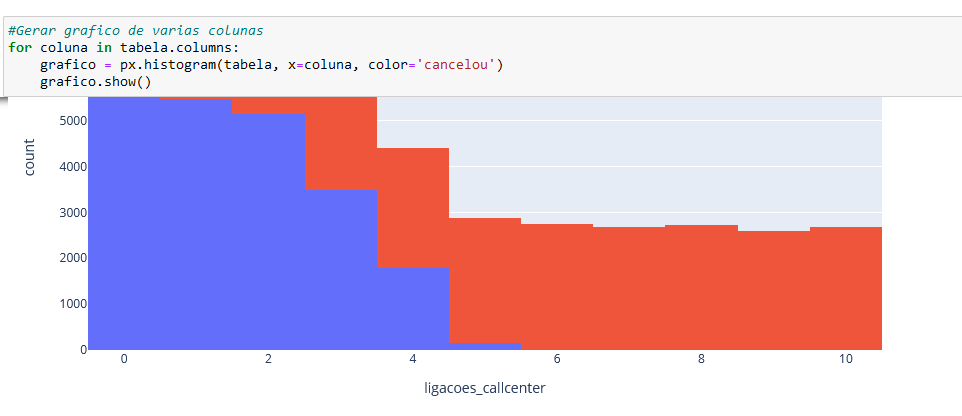 #Gerar grafico de varias colunas
for coluna in tabela.columns:
    grafico = px.histogram(tabela, x=coluna, color='cancelou')
    grafico.show()
5000
4000
3000
2000
1000
0
count
0 2 4 6 8 10
ligacoes_callcenter